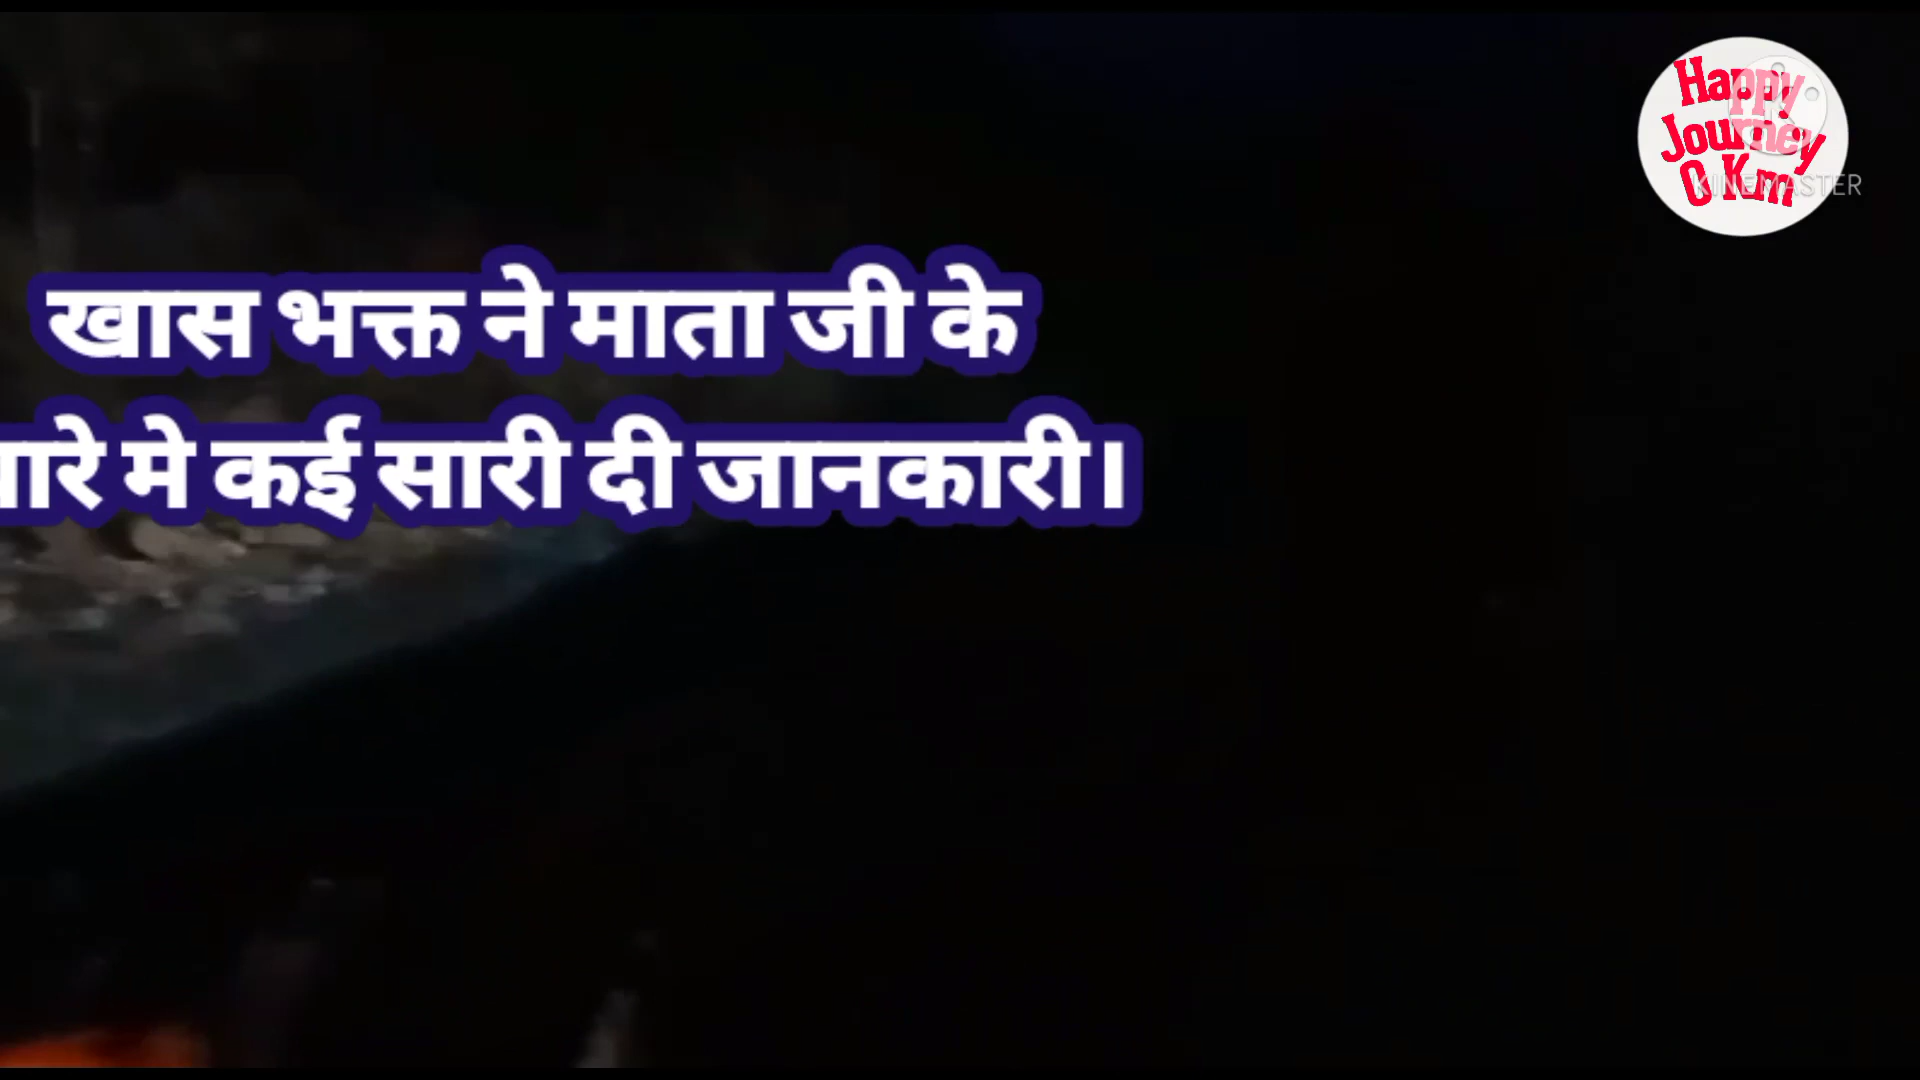 Happy
Journey
0 Km
KINEMASTER
खास भक्त ने माता जी के
मे कई सारी दी जानकारी।